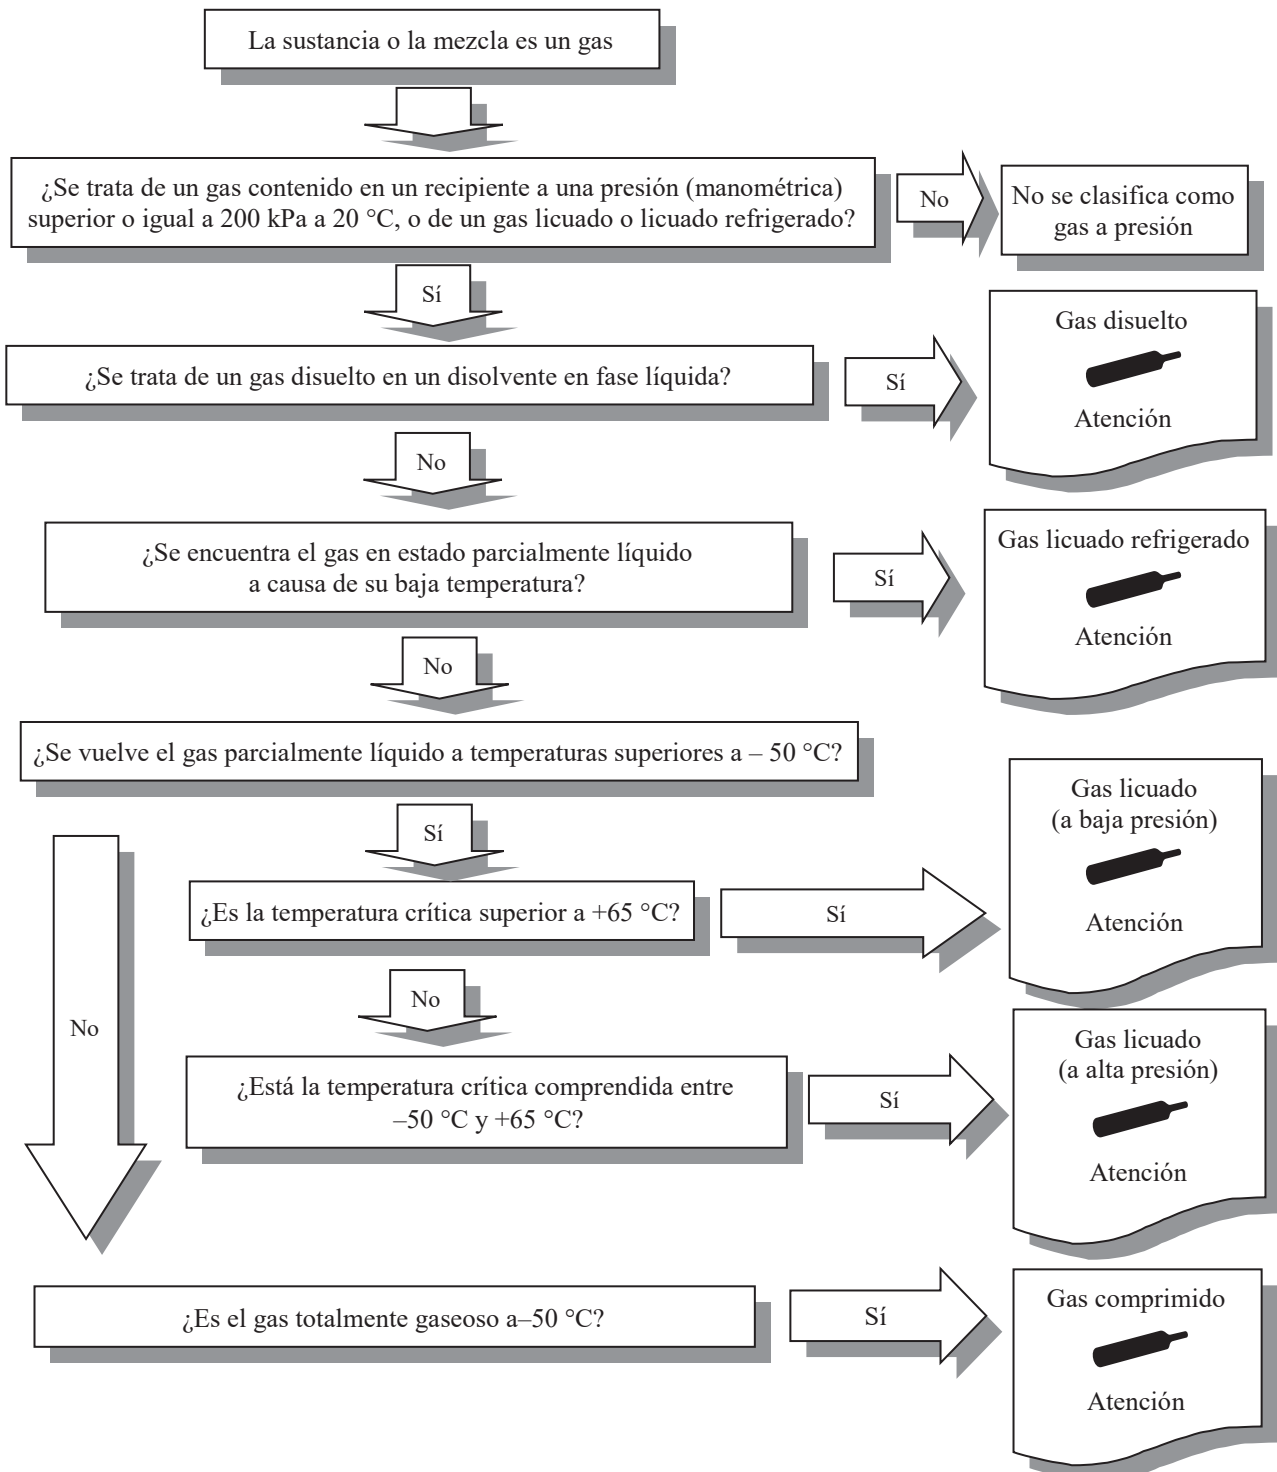 La sustancia o la mezcla es un gas
¿Se trata de un gas contenido en un recipiente a una presión (manométrica)
superior o igual a 200 kPa a 20 °C, o de un gas licuado o licuado refrigerado?
No
No se clasifica como
gas a presión
Sí
¿Se trata de un gas disuelto en un disolvente en fase líquida?
Sí
Gas disuelto
Atención
No
¿Se encuentra el gas en estado parcialmente líquido
a causa de su baja temperatura?
Sí
Gas licuado refrigerado
Atención
No
¿Se vuelve el gas parcialmente líquido a temperaturas superiores a – 50 °C?
Sí
¿Es la temperatura crítica superior a +65 °C?
Sí
Gas licuado
(a baja presión)
Atención
No
No
¿Está la temperatura crítica comprendida entre
–50 °C y +65 °C?
Sí
Gas licuado
(a alta presión)
Atención
¿Es el gas totalmente gaseoso a–50 °C?
Sí
Gas comprimido
Atención